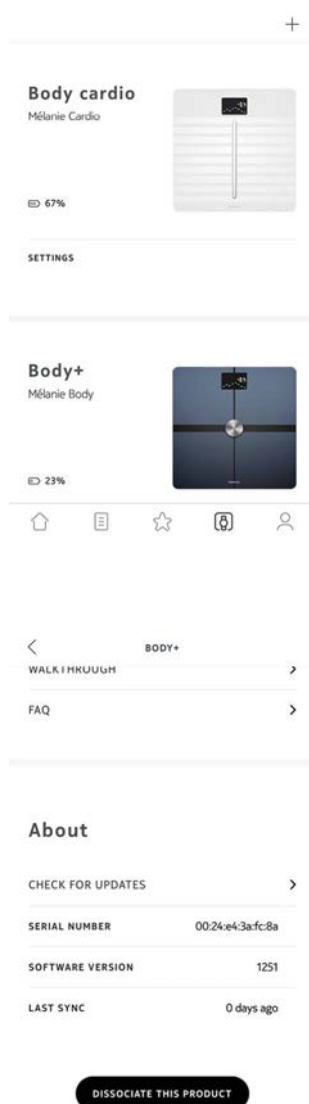 Body cardio
Mélanie Cardio
67%
SETTINGS
Body+
Mélanie Body
23%
BODY+
WALKTHROUGH
FAQ
About
CHECK FOR UPDATES
SERIAL NUMBER 00:24:e4:3a:fc:8a
SOFTWARE VERSION 1251
LAST SYNC 0 days ago
DISSOCIATE THIS PRODUCT